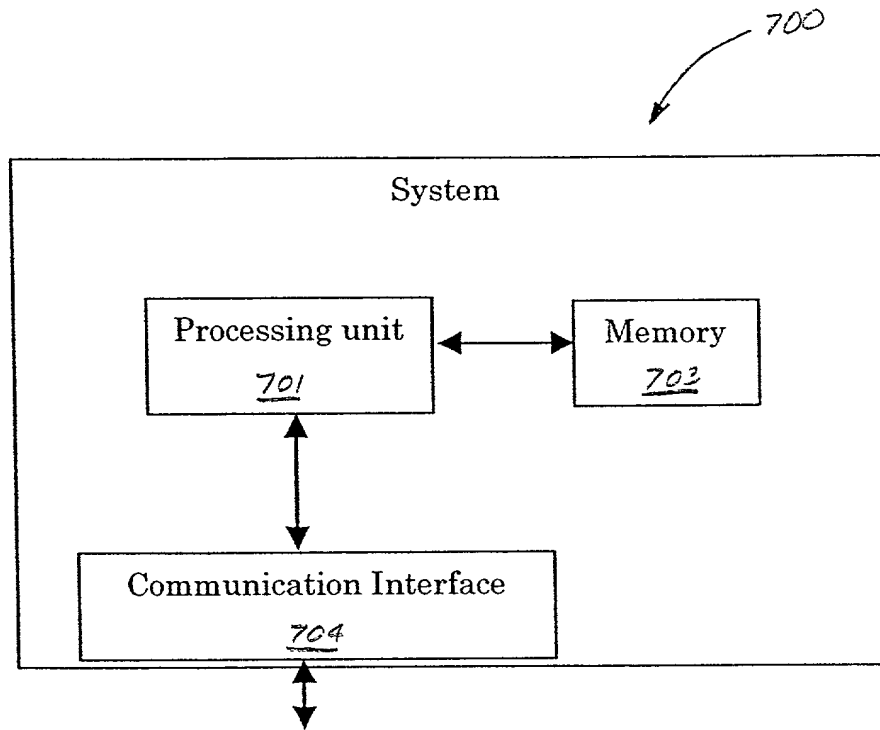 700
System
Processing unit
701
Memory
703
Communication Interface
704